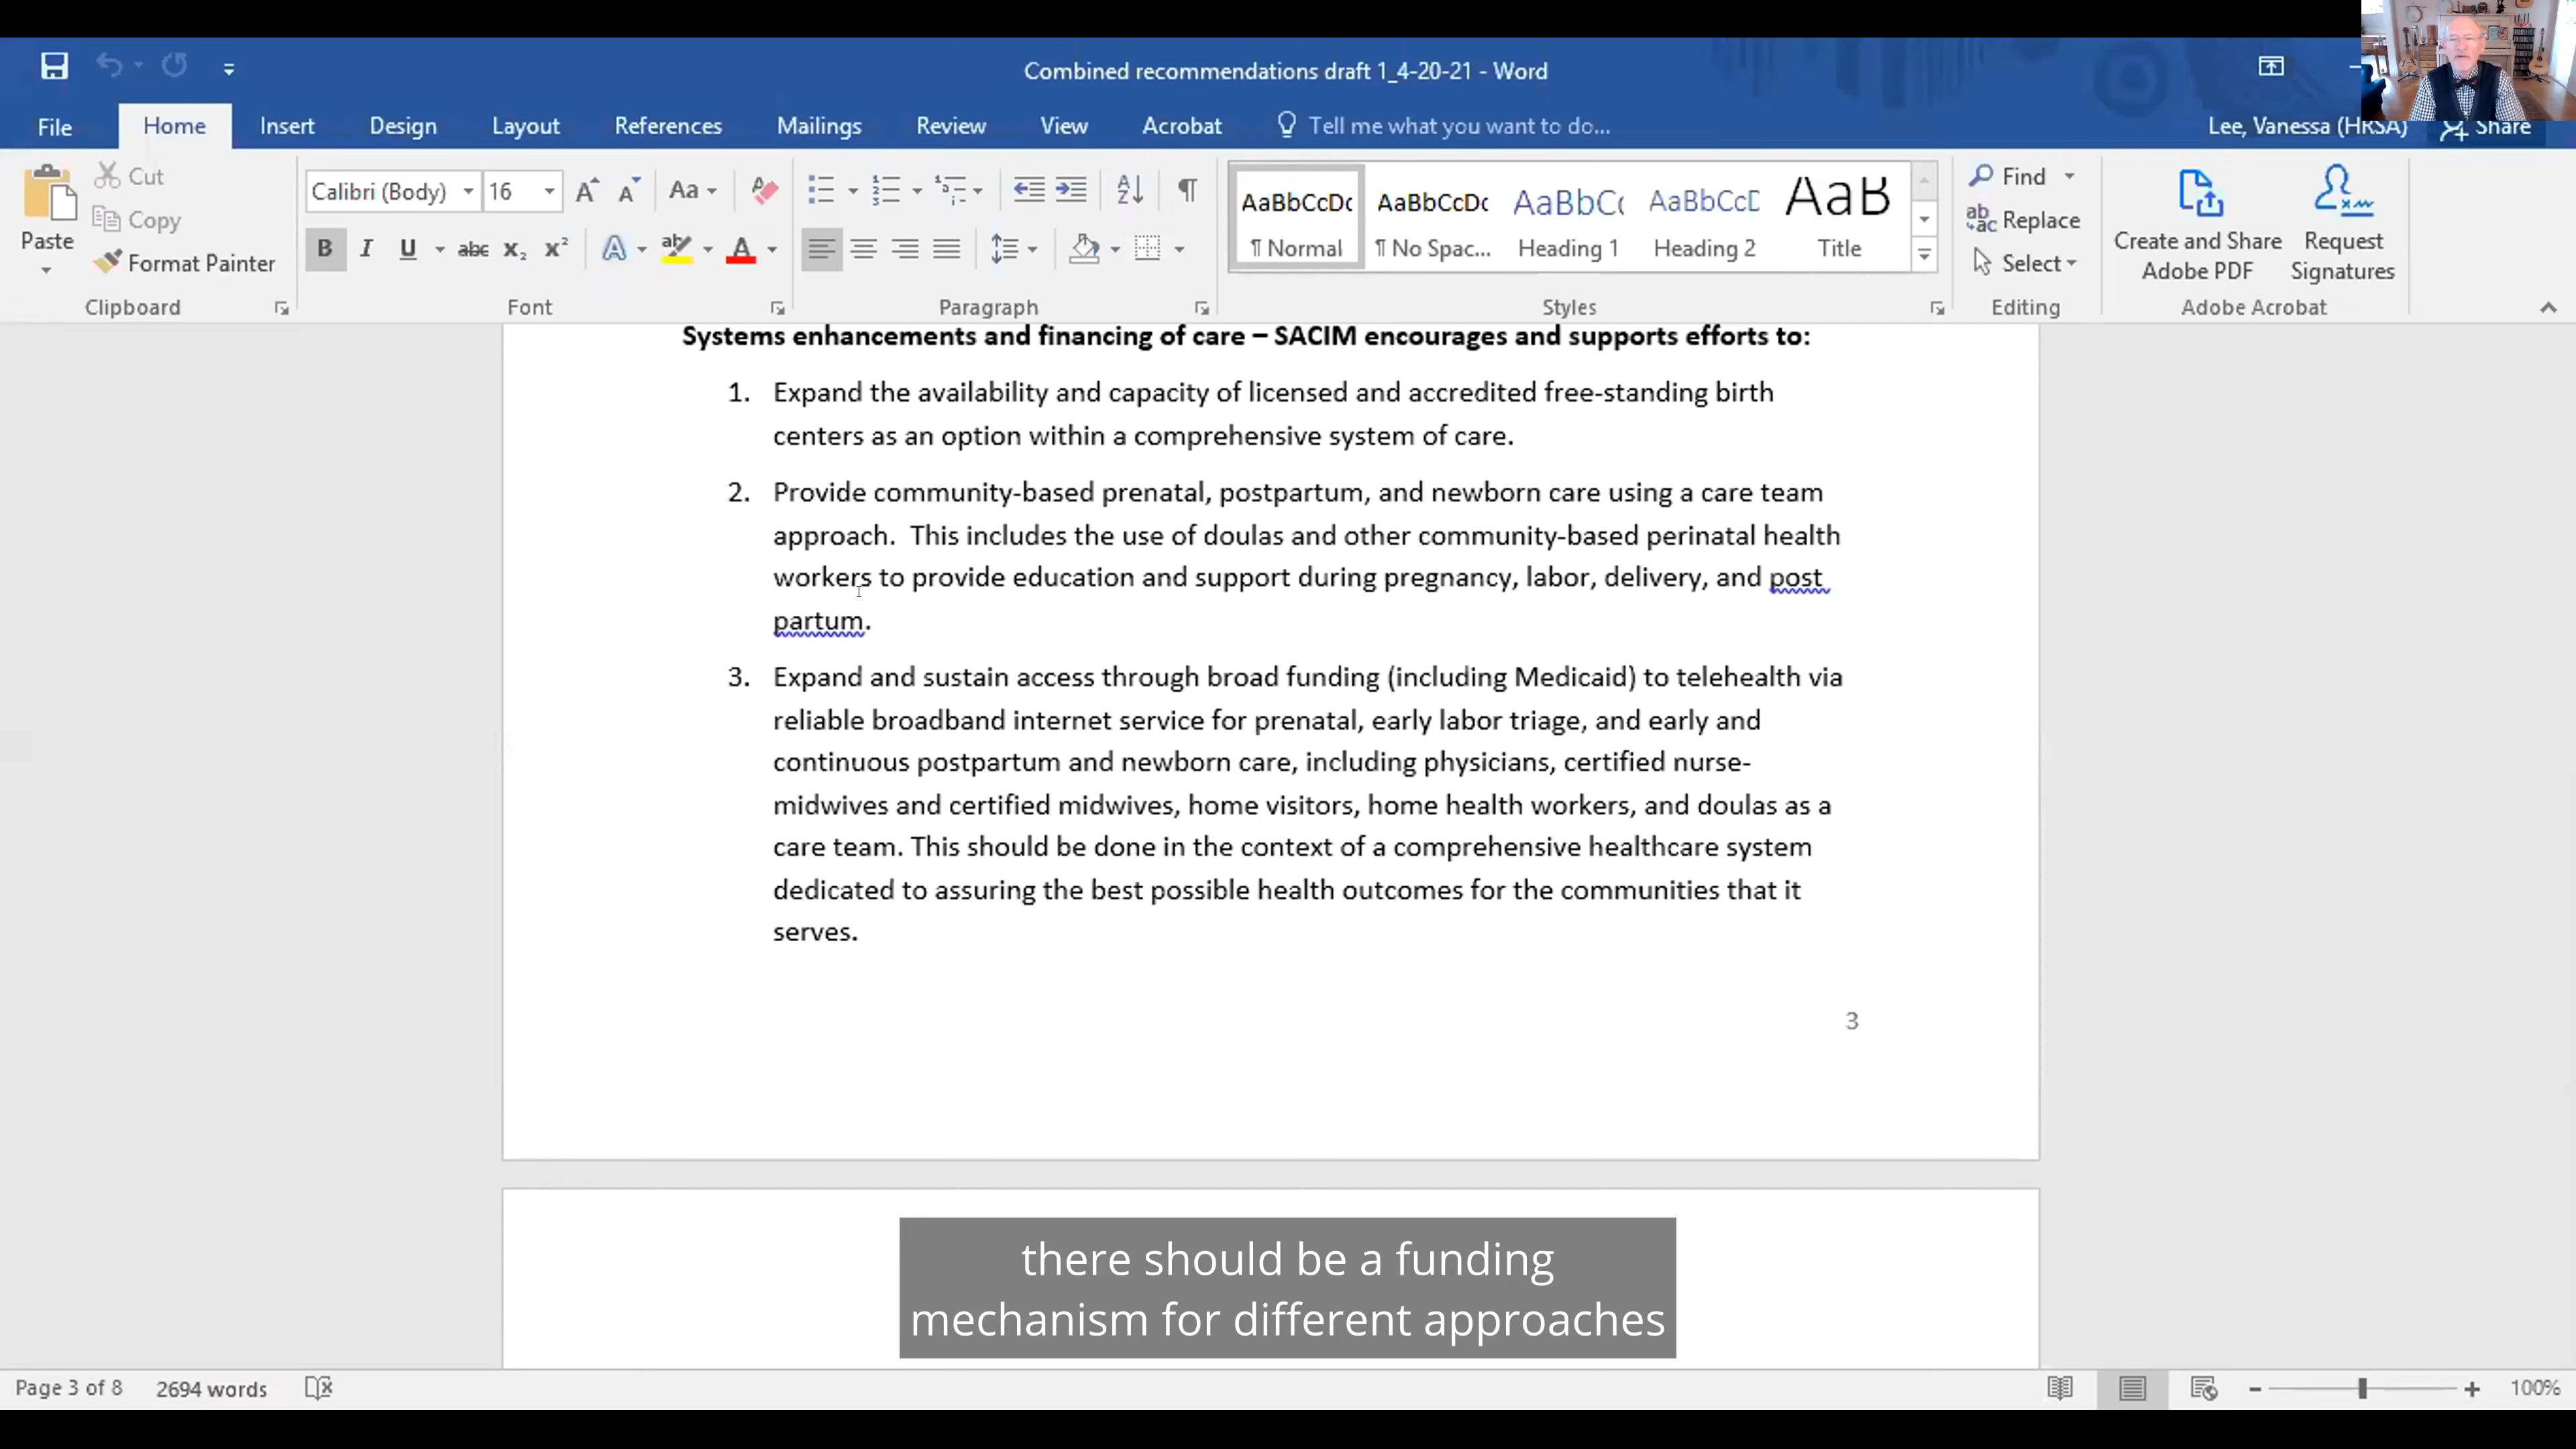 Combined recommendations draft 1_4-20-21 - Word
File Home Insert Design Layout References Mailings Review View Acrobat Tell me what you want to do... Lee, Vanessa (HRSA) Share
Paste
Cut
Copy
Format Painter
Clipboard
Calibri (Body) 16 Aa
B I U abc X₂ X² A ab A
Font
Paragraph
AaBbCcDc ¶ Normal
AaBbCcDc ¶ No Spac...
AaBbC Heading 1
AaBbCcD Heading 2
AaB Title
Styles
Find
Replace
Select
Editing
Create and Share
Adobe PDF
Request
Signatures
Adobe Acrobat
Systems enhancements and financing of care – SACIM encourages and supports efforts to:
1. Expand the availability and capacity of licensed and accredited free-standing birth
centers as an option within a comprehensive system of care.
2. Provide community-based prenatal, postpartum, and newborn care using a care team
approach.  This includes the use of doulas and other community-based perinatal health
workers to provide education and support during pregnancy, labor, delivery, and post
partum.
3. Expand and sustain access through broad funding (including Medicaid) to telehealth via
reliable broadband internet service for prenatal, early labor triage, and early and
continuous postpartum and newborn care, including physicians, certified nurse-
midwives and certified midwives, home visitors, home health workers, and doulas as a
care team. This should be done in the context of a comprehensive healthcare system
dedicated to assuring the best possible health outcomes for the communities that it
serves.
3
there should be a funding
mechanism for different approaches
Page 3 of 8 2694 words 100%